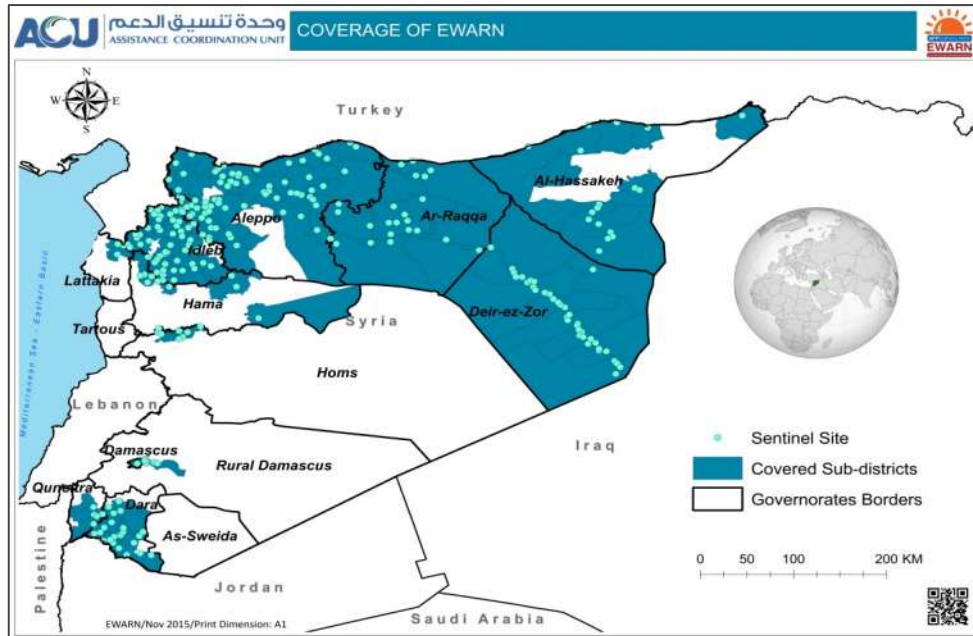 ACU
وحدة تنسيق الدعم
ASSISTANCE COORDINATION UNIT
COVERAGE OF EWARN
EWARN
N
W E
S
Turkey
Al-Hassakeh
Aleppo
Ar-Raqqa
Idleb
Lattakia
Hama
Deir-ez-Zor
Tartous
Syria
Homs
Mediterranean Sea - Eastern Basin
Lebanon
Iraq
Damascus
Rural Damascus
Quneitra
Dara
As-Sweida
Palestine
Jordan
Saudi Arabia
Sentinel Site
Covered Sub-districts
Governorates Borders
0 50 100 200 KM
EWARN/Nov 2015/Print Dimension: A1